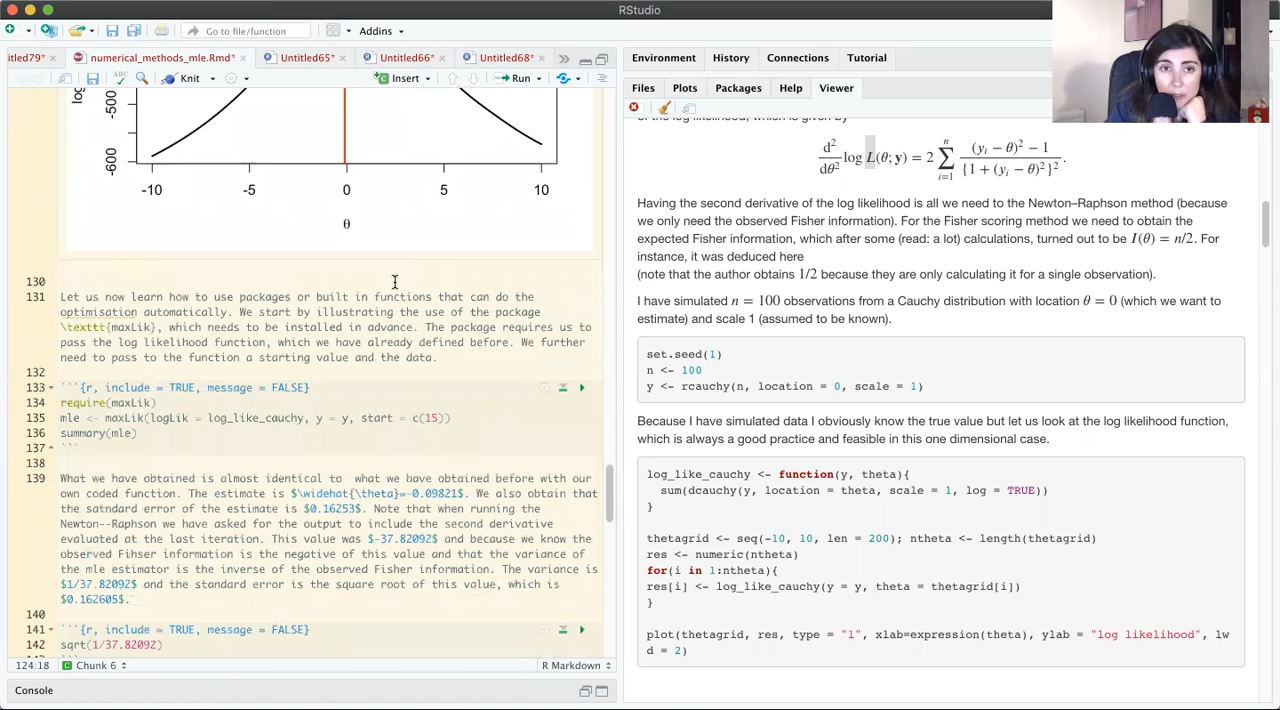 RStudio
Go to file/function
Addins
itled79*
numerical_methods_mle.Rmd*
Untitled65*
Untitled66*
Untitled68*
ABC
Knit
Insert
Run
log
-500
-600
-10
-5
0
5
10
θ
130
131 Let us now learn how to use packages or built in functions that can do the
optimisation automatically. We start by illustrating the use of the package
\texttt{maxLik}, which needs to be installed in advance. The package requires us to
pass the log likelihood function, which we have already defined before. We further
need to pass to the function a starting value and the data.
132
133 ```{r, include = TRUE, message = FALSE}
134 require(maxLik)
135 mle <- maxLik(logLik = log_like_cauchy, y = y, start = c(15))
136 summary(mle)
137 ```
138
139 What we have obtained is almost identical to  what we have obtained before with our
own coded function. The estimate is $\widehat{\theta}=-0.09821$. We also obtain that
the satndard error of the estimate is $0.16253$. Note that when running the
Newton--Raphson we have asked for the output to include the second derivative
evaluated at the last iteration. This value was $-37.82092$ and because we know the
observed Fihser information is the negative of this value and that the variance of
the mle estimator is the inverse of the observed Fisher information. The variance is
$1/37.82092$ and the standard error is the square root of this value, which is
$0.162605$.
140
141 ```{r, include = TRUE, message = FALSE}
142 sqrt(1/37.82092)
124:18
Chunk 6
R Markdown
Console
Environment
History
Connections
Tutorial
Files
Plots
Packages
Help
Viewer
of the log likelihood, which is given by
d²/dθ² log L(θ; y) = 2 ∑ᵢ₌₁ⁿ (yᵢ − θ)² − 1 / {1 + (yᵢ − θ)²}².
Having the second derivative of the log likelihood is all we need to the Newton–Raphson method (because
we only need the observed Fisher information). For the Fisher scoring method we need to obtain the
expected Fisher information, which after some (read: a lot) calculations, turned out to be I(θ) = n/2. For
instance, it was deduced here
(note that the author obtains 1/2 because they are only calculating it for a single observation).
I have simulated n = 100 observations from a Cauchy distribution with location θ = 0 (which we want to
estimate) and scale 1 (assumed to be known).
set.seed(1)
n <- 100
y <- rcauchy(n, location = 0, scale = 1)
Because I have simulated data I obviously know the true value but let us look at the log likelihood function,
which is always a good practice and feasible in this one dimensional case.
log_like_cauchy <- function(y, theta){
sum(dcauchy(y, location = theta, scale = 1, log = TRUE))
}
thetagrid <- seq(-10, 10, len = 200); ntheta <- length(thetagrid)
res <- numeric(ntheta)
for(i in 1:ntheta){
res[i] <- log_like_cauchy(y = y, theta = thetagrid[i])
}
plot(thetagrid, res, type = "l", xlab=expression(theta), ylab = "log likelihood", lw
d = 2)